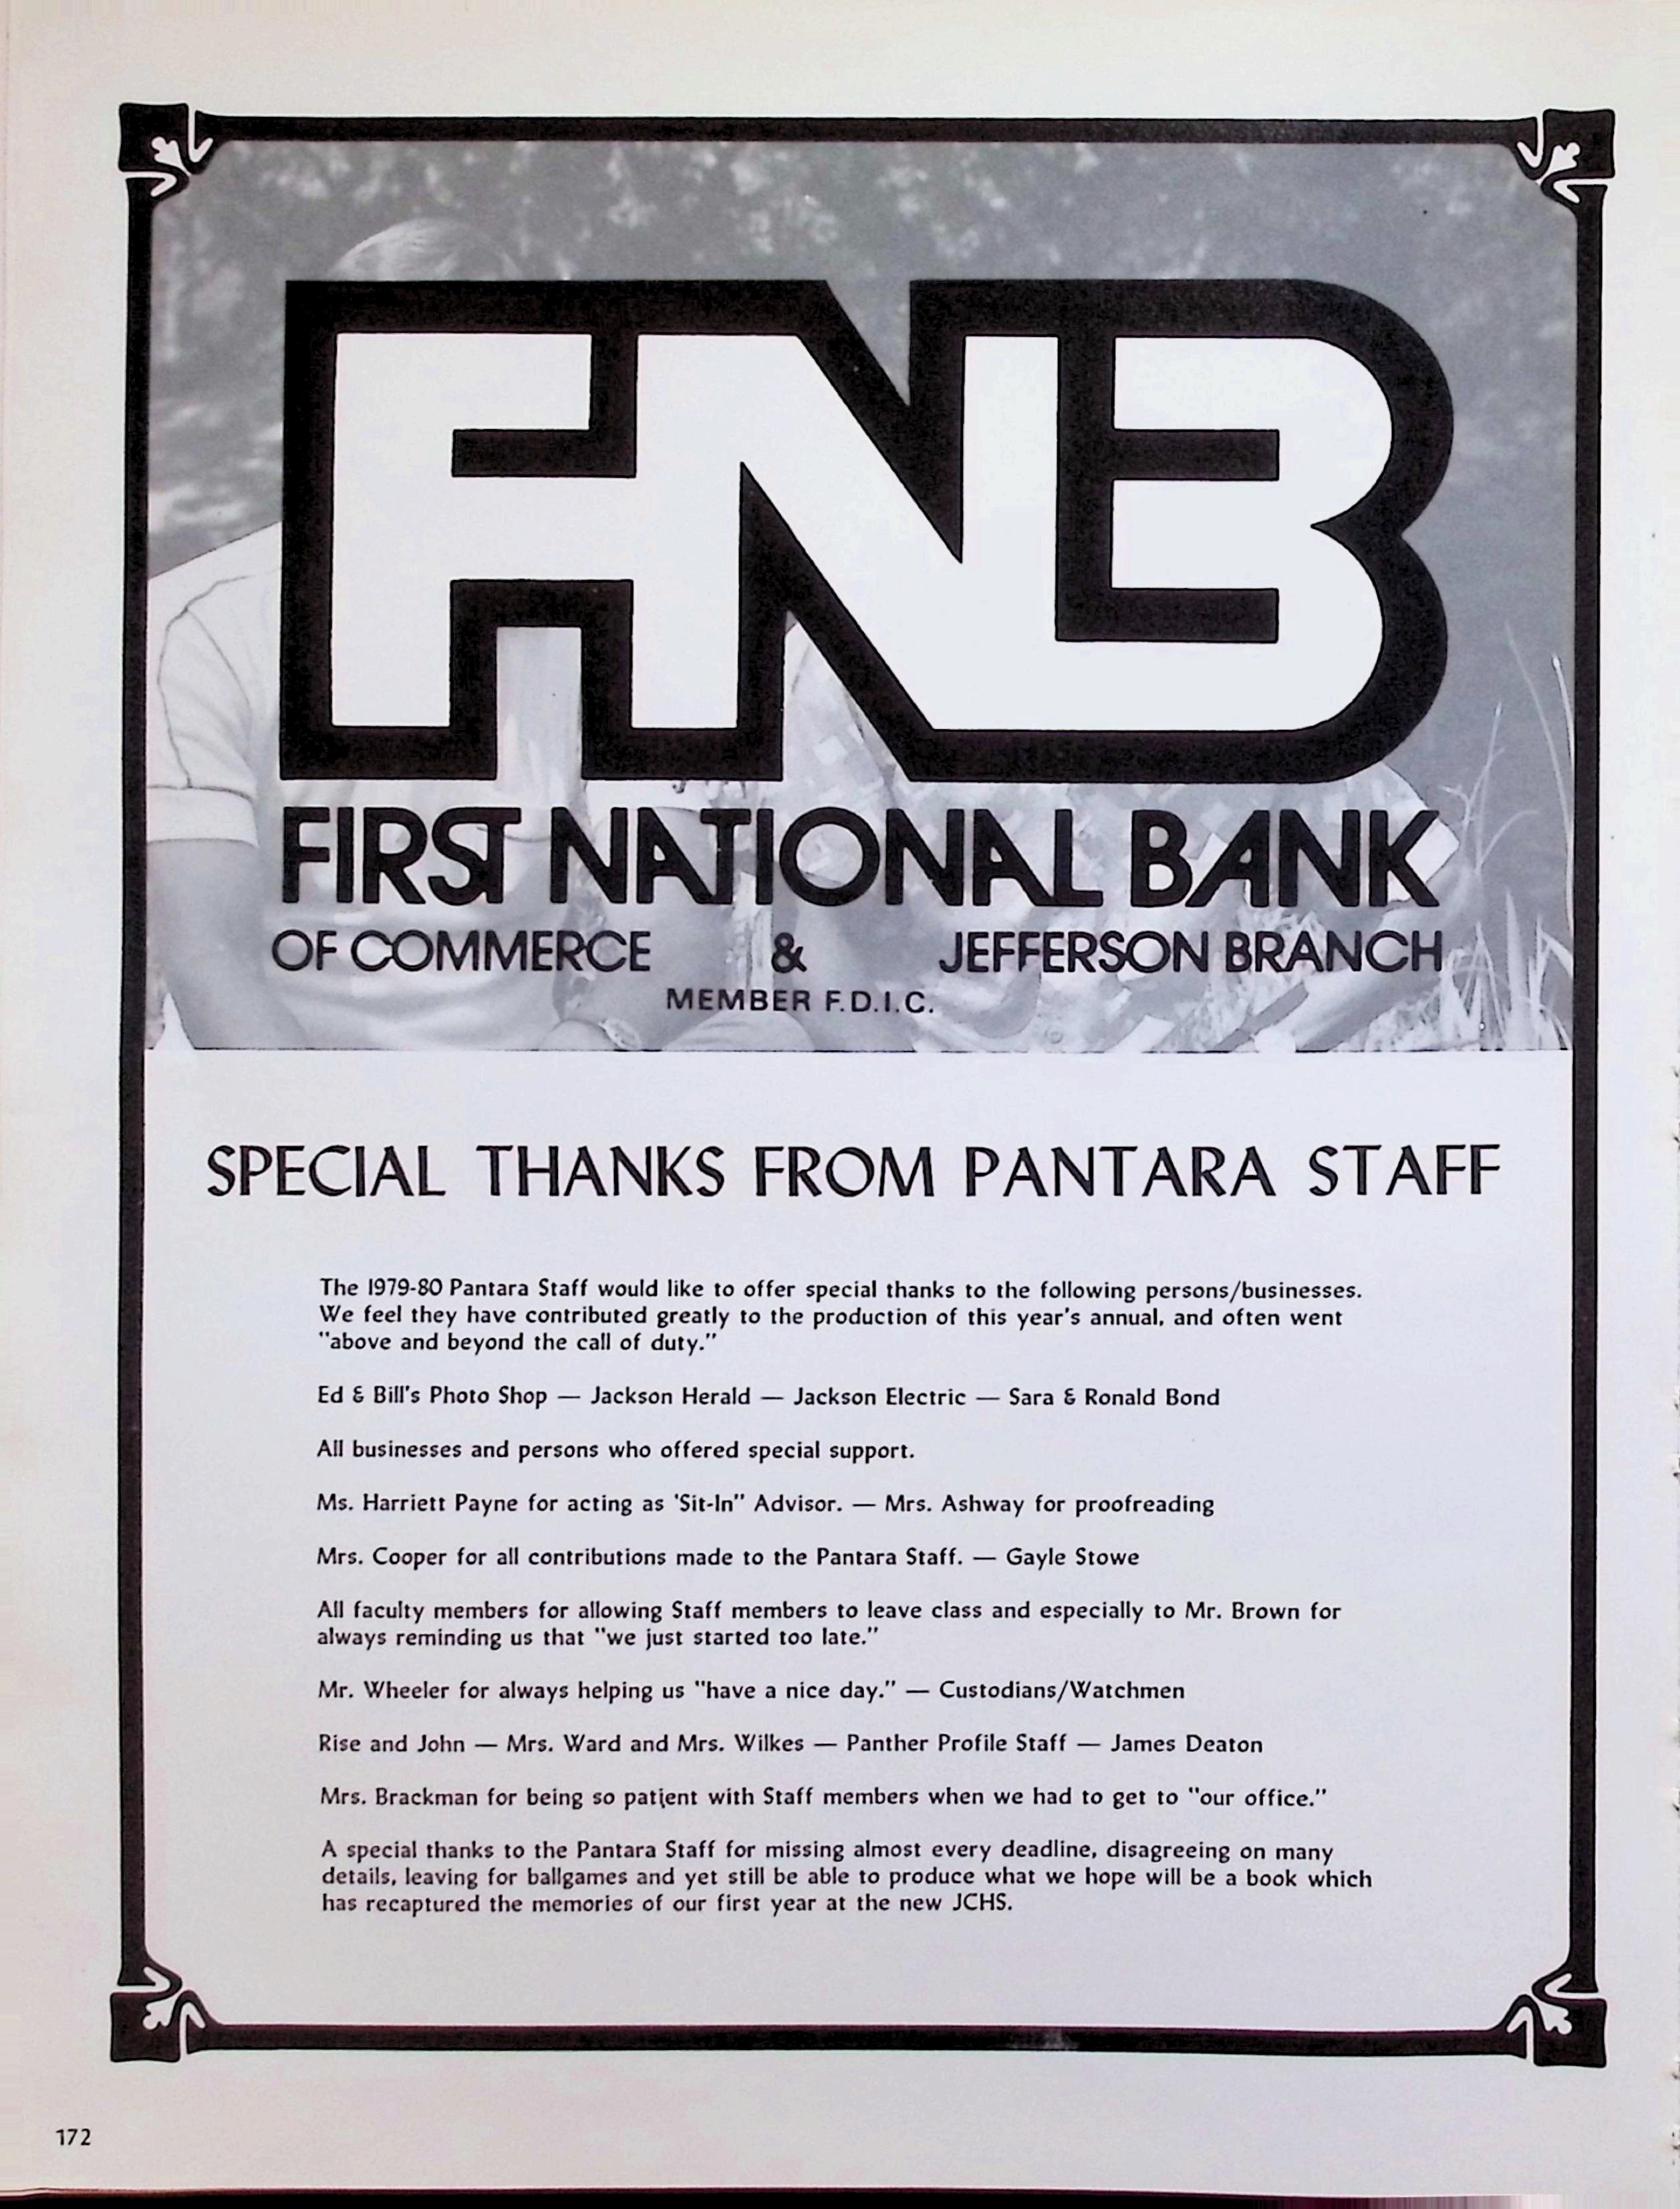 FNB
FIRST NATIONAL BANK
OF COMMERCE & JEFFERSON BRANCH
MEMBER F.D.I.C.
SPECIAL THANKS FROM PANTARA STAFF
The 1979-80 Pantara Staff would like to offer special thanks to the following persons/businesses.
We feel they have contributed greatly to the production of this year's annual, and often went
"above and beyond the call of duty."
Ed & Bill's Photo Shop — Jackson Herald — Jackson Electric — Sara & Ronald Bond
All businesses and persons who offered special support.
Ms. Harriett Payne for acting as 'Sit-In" Advisor. — Mrs. Ashway for proofreading
Mrs. Cooper for all contributions made to the Pantara Staff. — Gayle Stowe
All faculty members for allowing Staff members to leave class and especially to Mr. Brown for
always reminding us that "we just started too late."
Mr. Wheeler for always helping us "have a nice day." — Custodians/Watchmen
Rise and John — Mrs. Ward and Mrs. Wilkes — Panther Profile Staff — James Deaton
Mrs. Brackman for being so patient with Staff members when we had to get to "our office."
A special thanks to the Pantara Staff for missing almost every deadline, disagreeing on many
details, leaving for ballgames and yet still be able to produce what we hope will be a book which
has recaptured the memories of our first year at the new JCHS.
172